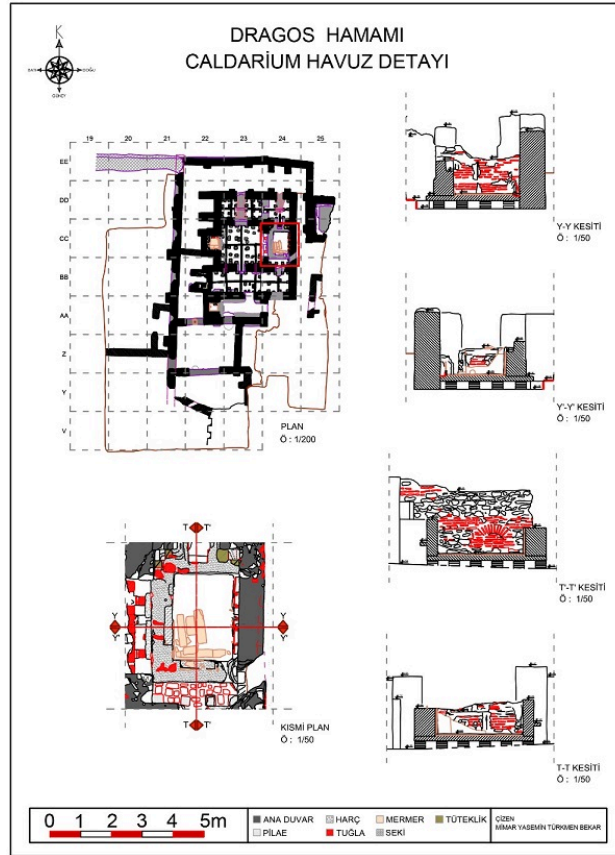 DRAGOS HAMAMI
CALDARİUM HAVUZ DETAYI
K
DOĞU
GÜNEY
19 20 21 22 23 24 25
EE
DD
CC
BB
AA
Z
Y
V
PLAN
Ö : 1/200
Y-Y KESİTİ
Ö : 1/50
Y'-Y' KESİTİ
Ö : 1/50
T'-T' KESİTİ
Ö : 1/50
T-T KESİTİ
Ö : 1/50
T T'
Y' Y'
Y Y
T T'
KISMİ PLAN
Ö : 1/50
0 1 2 3 4 5m
ANA DUVAR HARÇ MERMER TÜTEKLİK
PİLAE TUĞLA SEKİ
ÇİZEN
MİMAR YASEMİN TÜRKMEN BEKAR